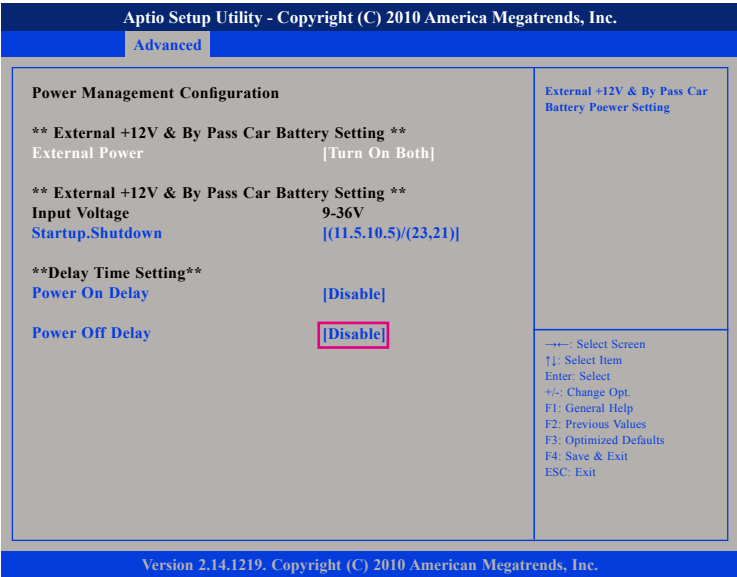 Aptio Setup Utility - Copyright (C) 2010 America Megatrends, Inc.
Advanced
Power Management Configuration
** External +12V & By Pass Car Battery Setting **
External Power [Turn On Both]
** External +12V & By Pass Car Battery Setting **
Input Voltage 9-36V
Startup.Shutdown [(11.5.10.5)/(23,21)]
**Delay Time Setting**
Power On Delay [Disable]
Power Off Delay [Disable]
External +12V & By Pass Car
Battery Poewer Setting
→←: Select Screen
↑↓: Select Item
Enter: Select
+/-: Change Opt.
F1: General Help
F2: Previous Values
F3: Optimized Defaults
F4: Save & Exit
ESC: Exit
Version 2.14.1219. Copyright (C) 2010 American Megatrends, Inc.